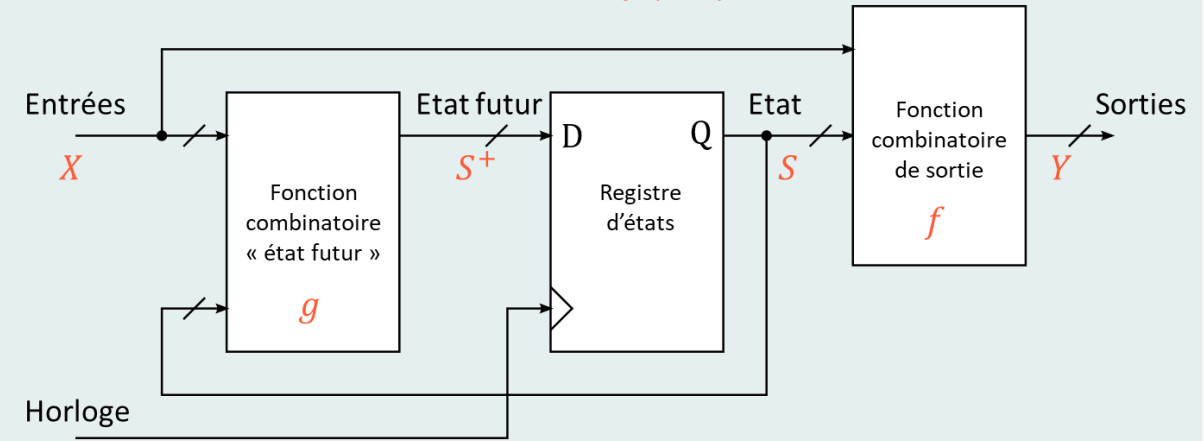 Entrées
X
Fonction
combinatoire
« état futur »
g
Etat futur
S⁺
D
Q
Registre
d'états
Etat
S
Fonction
combinatoire
de sortie
f
Sorties
Y
Horloge